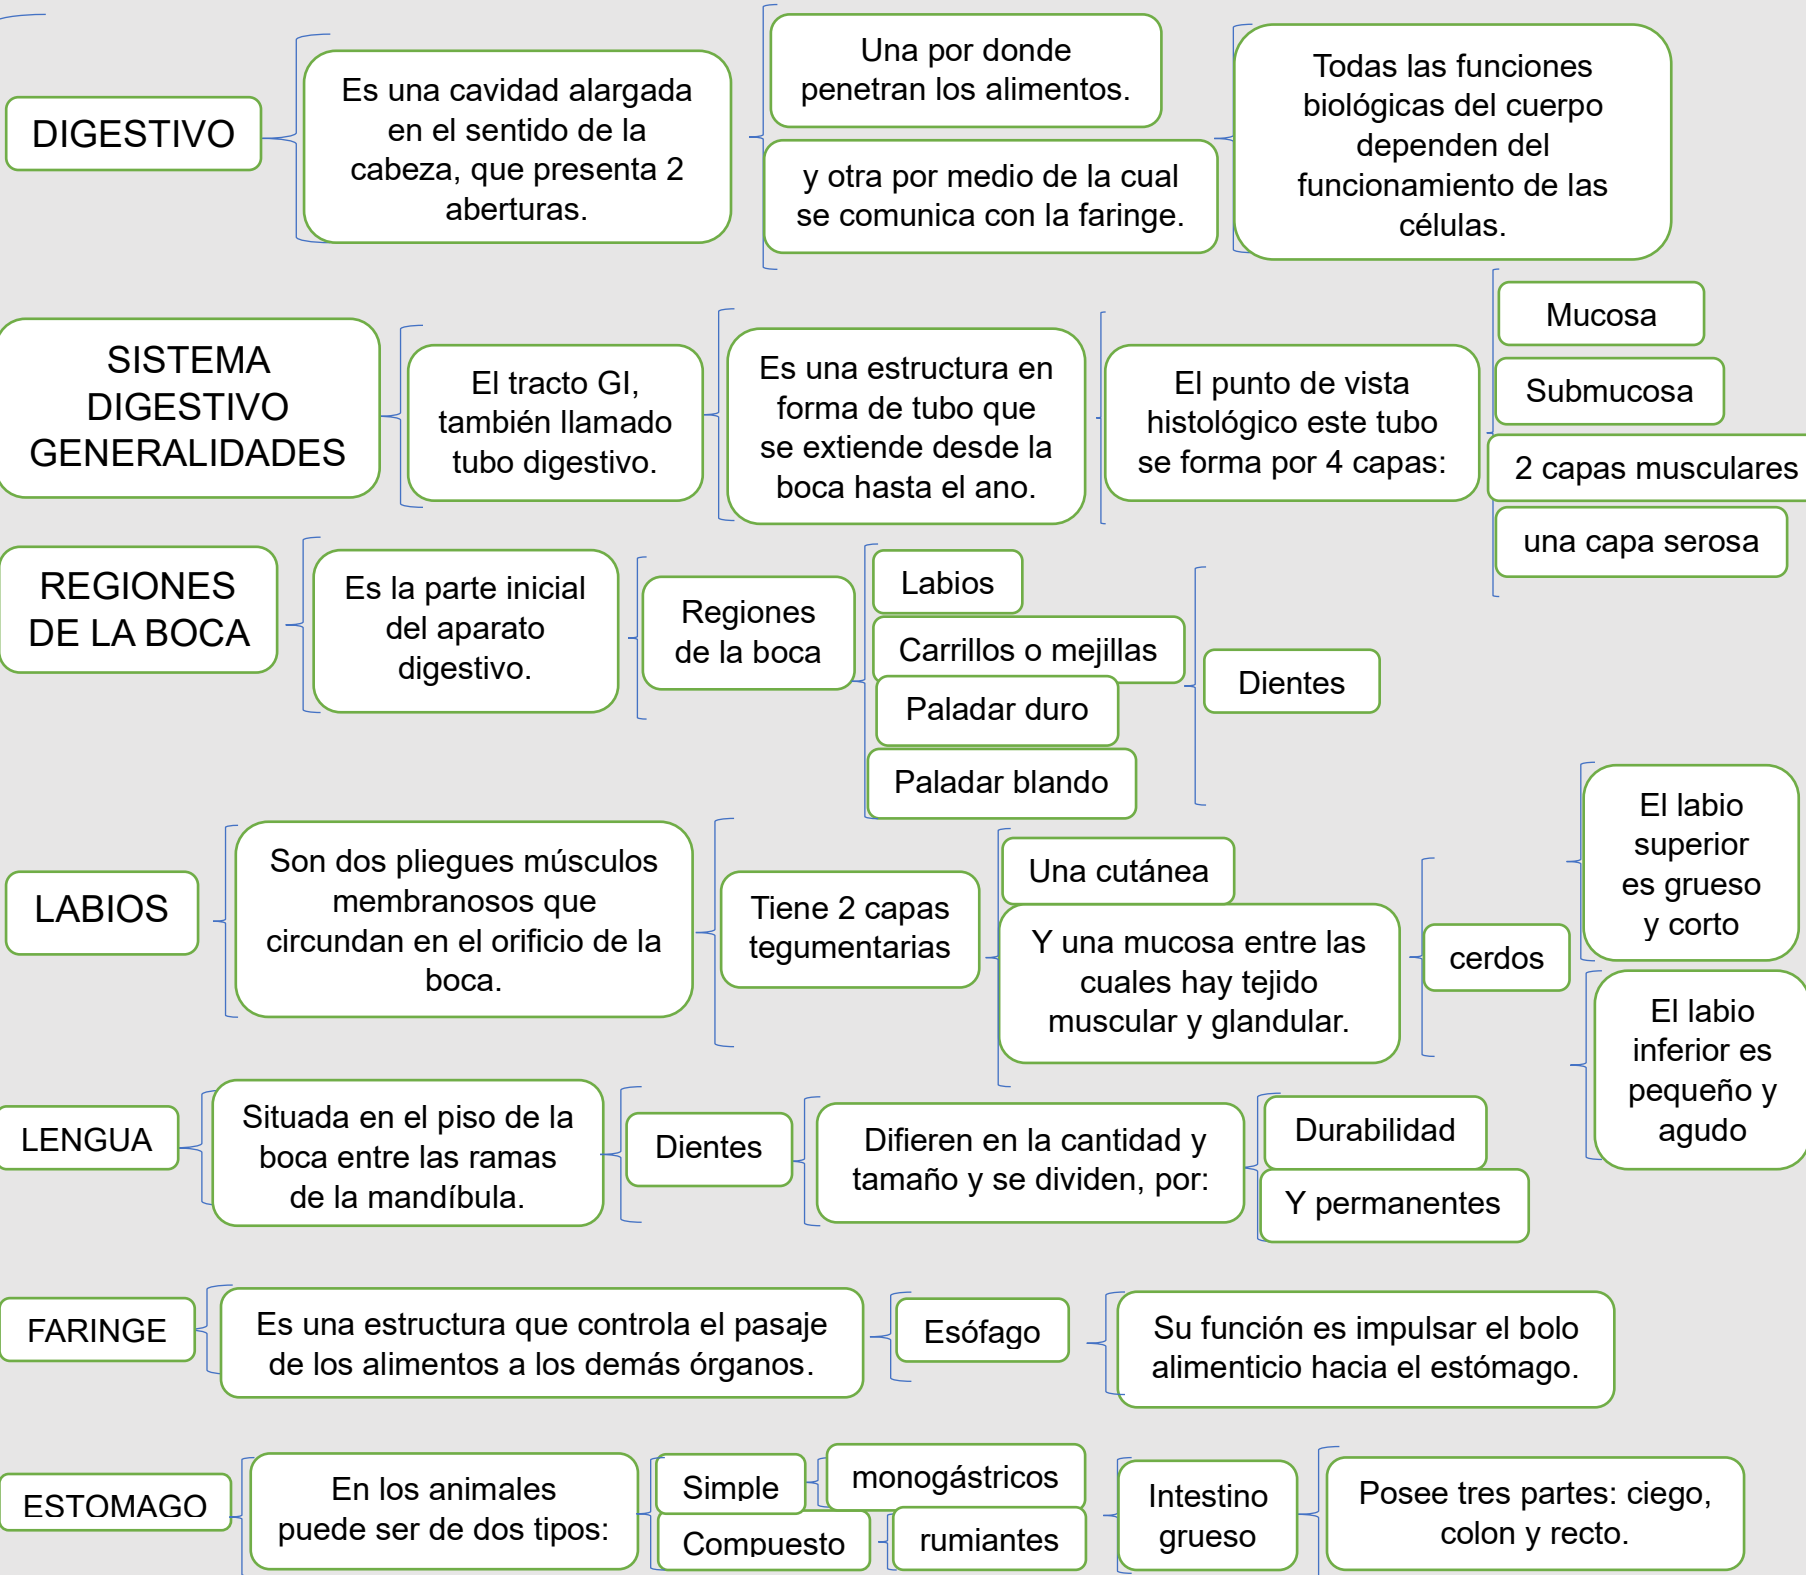 DIGESTIVO
Es una cavidad alargada
en el sentido de la
cabeza, que presenta 2
aberturas.
Una por donde
penetran los alimentos.
y otra por medio de la cual
se comunica con la faringe.
Todas las funciones
biológicas del cuerpo
dependen del
funcionamiento de las
células.
SISTEMA
DIGESTIVO
GENERALIDADES
El tracto GI,
también llamado
tubo digestivo.
Es una estructura en
forma de tubo que
se extiende desde la
boca hasta el ano.
El punto de vista
histológico este tubo
se forma por 4 capas:
Mucosa
Submucosa
2 capas musculares
una capa serosa
REGIONES
DE LA BOCA
Es la parte inicial
del aparato
digestivo.
Regiones
de la boca
Labios
Carrillos o mejillas
Paladar duro
Paladar blando
Dientes
LABIOS
Son dos pliegues músculos
membranosos que
circundan en el orificio de la
boca.
Tiene 2 capas
tegumentarias
Una cutánea
Y una mucosa entre las
cuales hay tejido
muscular y glandular.
cerdos
El labio
superior
es grueso
y corto
El labio
inferior es
pequeño y
agudo
LENGUA
Situada en el piso de la
boca entre las ramas
de la mandíbula.
Dientes
Difieren en la cantidad y
tamaño y se dividen, por:
Durabilidad
Y permanentes
FARINGE
Es una estructura que controla el pasaje
de los alimentos a los demás órganos.
Esófago
Su función es impulsar el bolo
alimenticio hacia el estómago.
ESTOMAGO
En los animales
puede ser de dos tipos:
Simple
monogástricos
Compuesto
rumiantes
Intestino
grueso
Posee tres partes: ciego,
colon y recto.